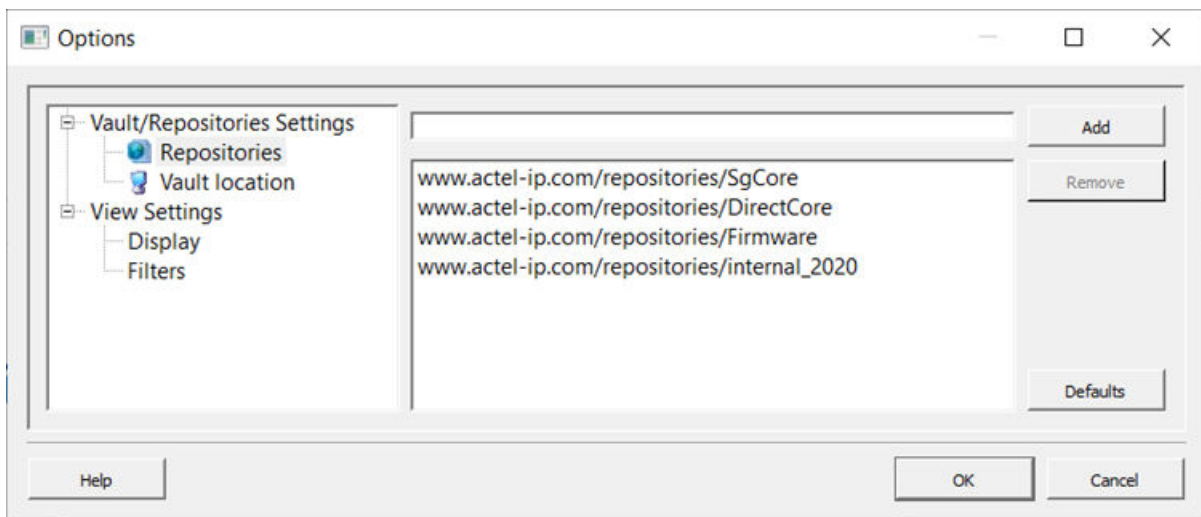 Options
Vault/Repositories Settings
Repositories
Vault location
View Settings
Display
Filters
Add
www.actel-ip.com/repositories/SgCore
www.actel-ip.com/repositories/DirectCore
www.actel-ip.com/repositories/Firmware
www.actel-ip.com/repositories/internal_2020
Remove
Defaults
Help
OK
Cancel